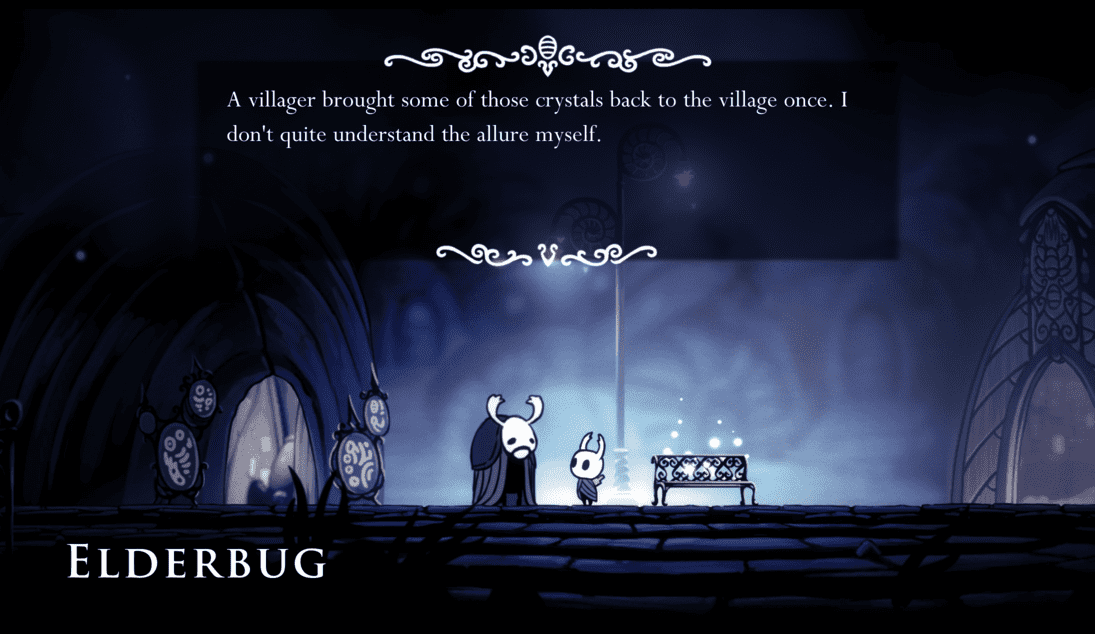 A villager brought some of those crystals back to the village once. I
don't quite understand the allure myself.
ELDERBUG